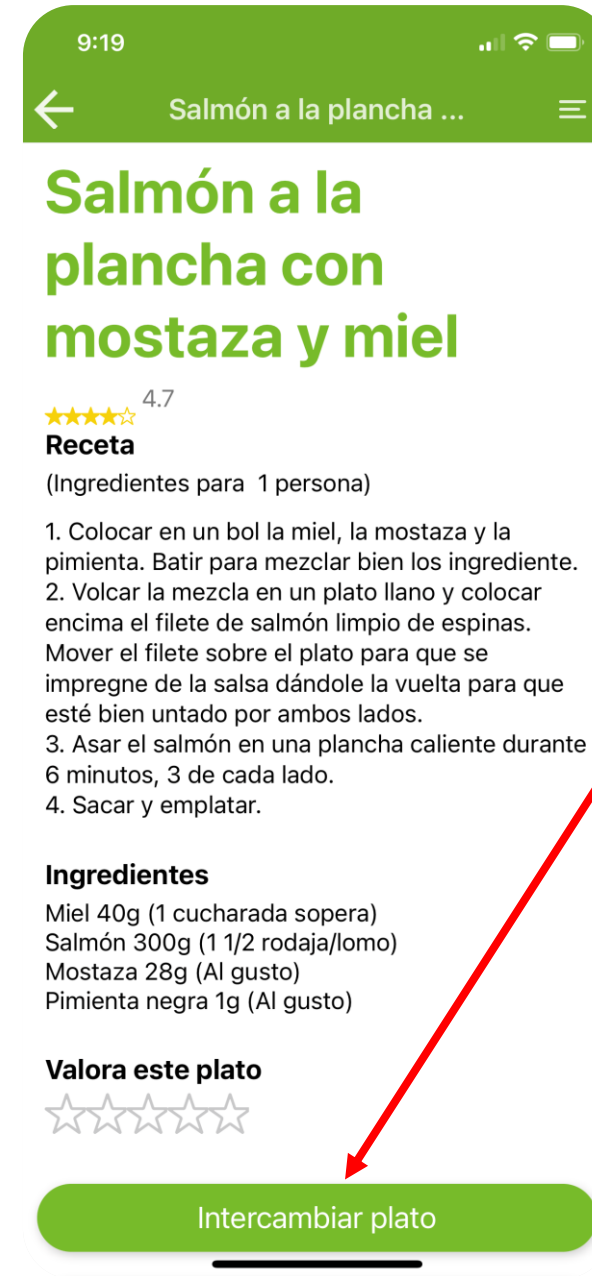 9:19
Salmón a la plancha ...
Salmón a la
plancha con
mostaza y miel
4.7
Receta
(Ingredientes para  1 persona)
1. Colocar en un bol la miel, la mostaza y la
pimienta. Batir para mezclar bien los ingrediente.
2. Volcar la mezcla en un plato llano y colocar
encima el filete de salmón limpio de espinas.
Mover el filete sobre el plato para que se
impregne de la salsa dándole la vuelta para que
esté bien untado por ambos lados.
3. Asar el salmón en una plancha caliente durante
6 minutos, 3 de cada lado.
4. Sacar y emplatar.
Ingredientes
Miel 40g (1 cucharada sopera)
Salmón 300g (1 1/2 rodaja/lomo)
Mostaza 28g (Al gusto)
Pimienta negra 1g (Al gusto)
Valora este plato
Intercambiar plato